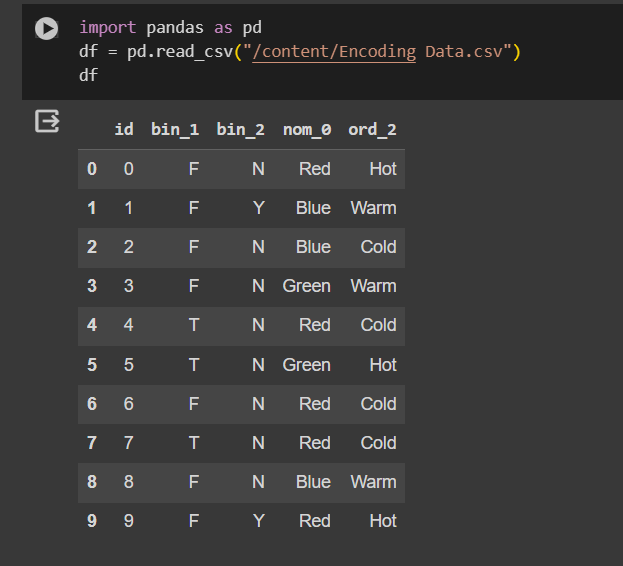 import pandas as pd
df = pd.read_csv("/content/Encoding Data.csv")
df
id bin_1 bin_2 nom_0 ord_2
0 0 F N Red Hot
1 1 F Y Blue Warm
2 2 F N Blue Cold
3 3 F N Green Warm
4 4 T N Red Cold
5 5 T N Green Hot
6 6 F N Red Cold
7 7 T N Red Cold
8 8 F N Blue Warm
9 9 F Y Red Hot